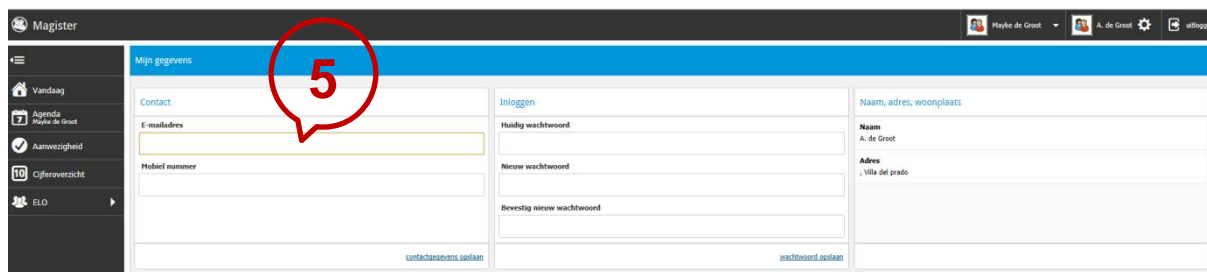 Magister
Mayke de Groot
A. de Groot
uitlogg
Mijn gegevens
5
Vandaag
Agenda
Mayke de Groot
Aanwezigheid
Cijferoverzicht
ELO
7
10
Contact
E-mailadres
Mobiel nummer
contactgegevens opslaan
Inloggen
Huidig wachtwoord
Nieuw wachtwoord
Bevestig nieuw wachtwoord
wachtwoord opslaan
Naam, adres, woonplaats
Naam
A. de Groot
Adres
, Villa del prado